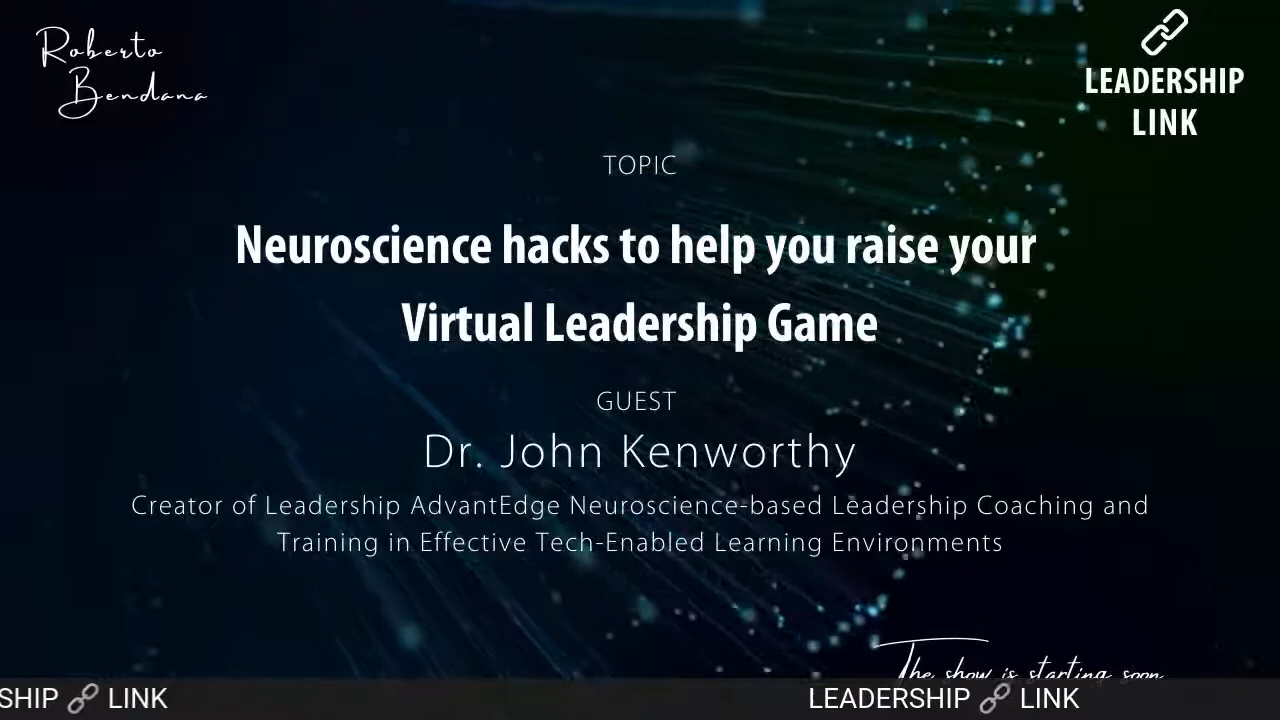 Roberto
Bendana
LEADERSHIP
LINK
TOPIC
Neuroscience hacks to help you raise your
Virtual Leadership Game
GUEST
Dr. John Kenworthy
Creator of Leadership AdvantEdge Neuroscience-based Leadership Coaching and
Training in Effective Tech-Enabled Learning Environments
The show is starting soon
SHIP 🔗 LINK
LEADERSHIP 🔗 LINK